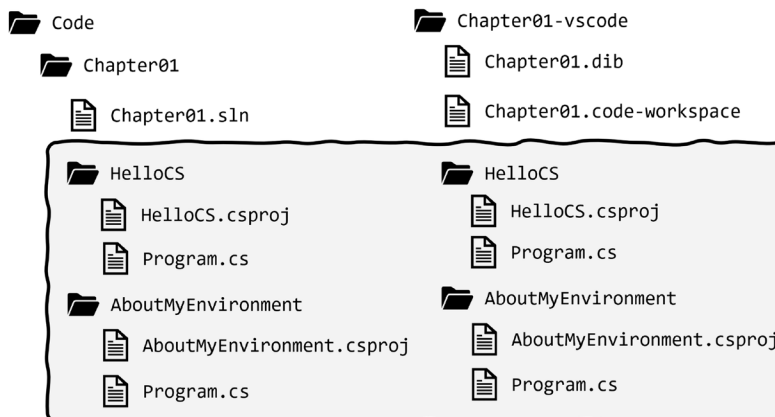 Code
Chapter01
Chapter01.sln
HelloCS
HelloCS.csproj
Program.cs
AboutMyEnvironment
AboutMyEnvironment.csproj
Program.cs
Chapter01-vscode
Chapter01.dib
Chapter01.code-workspace
HelloCS
HelloCS.csproj
Program.cs
AboutMyEnvironment
AboutMyEnvironment.csproj
Program.cs